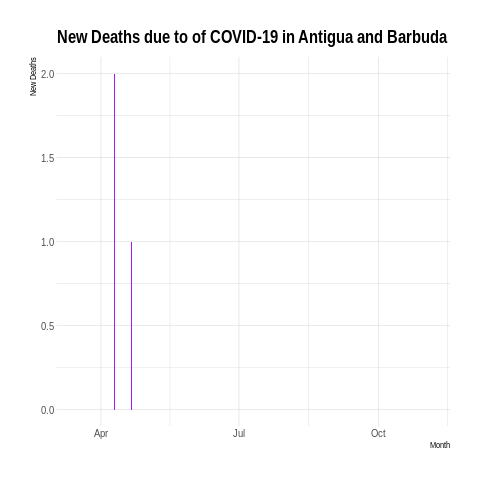 New Deaths due to of COVID-19 in Antigua and Barbuda
New Deaths
2.0
1.5
1.0
0.5
0.0
Apr Jul Oct
Month